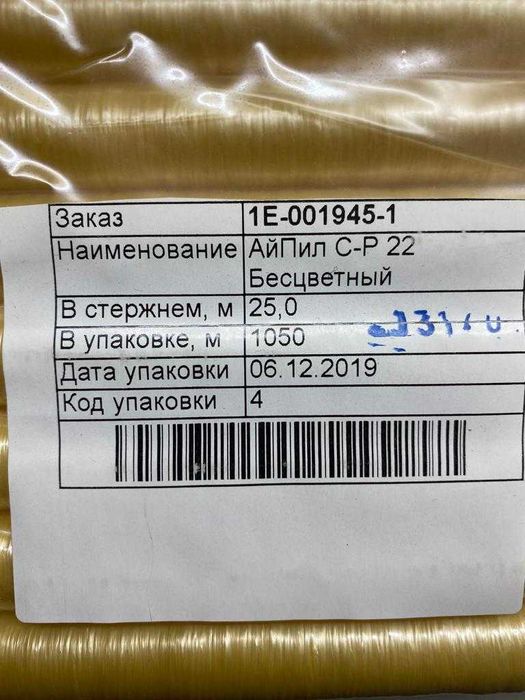 Заказ 1E-001945-1
Наименование АйПил С-Р 22
Бесцветный
В стержнем, м 25,0
В упаковке, м 1050
Дата упаковки 06.12.2019
Код упаковки 4